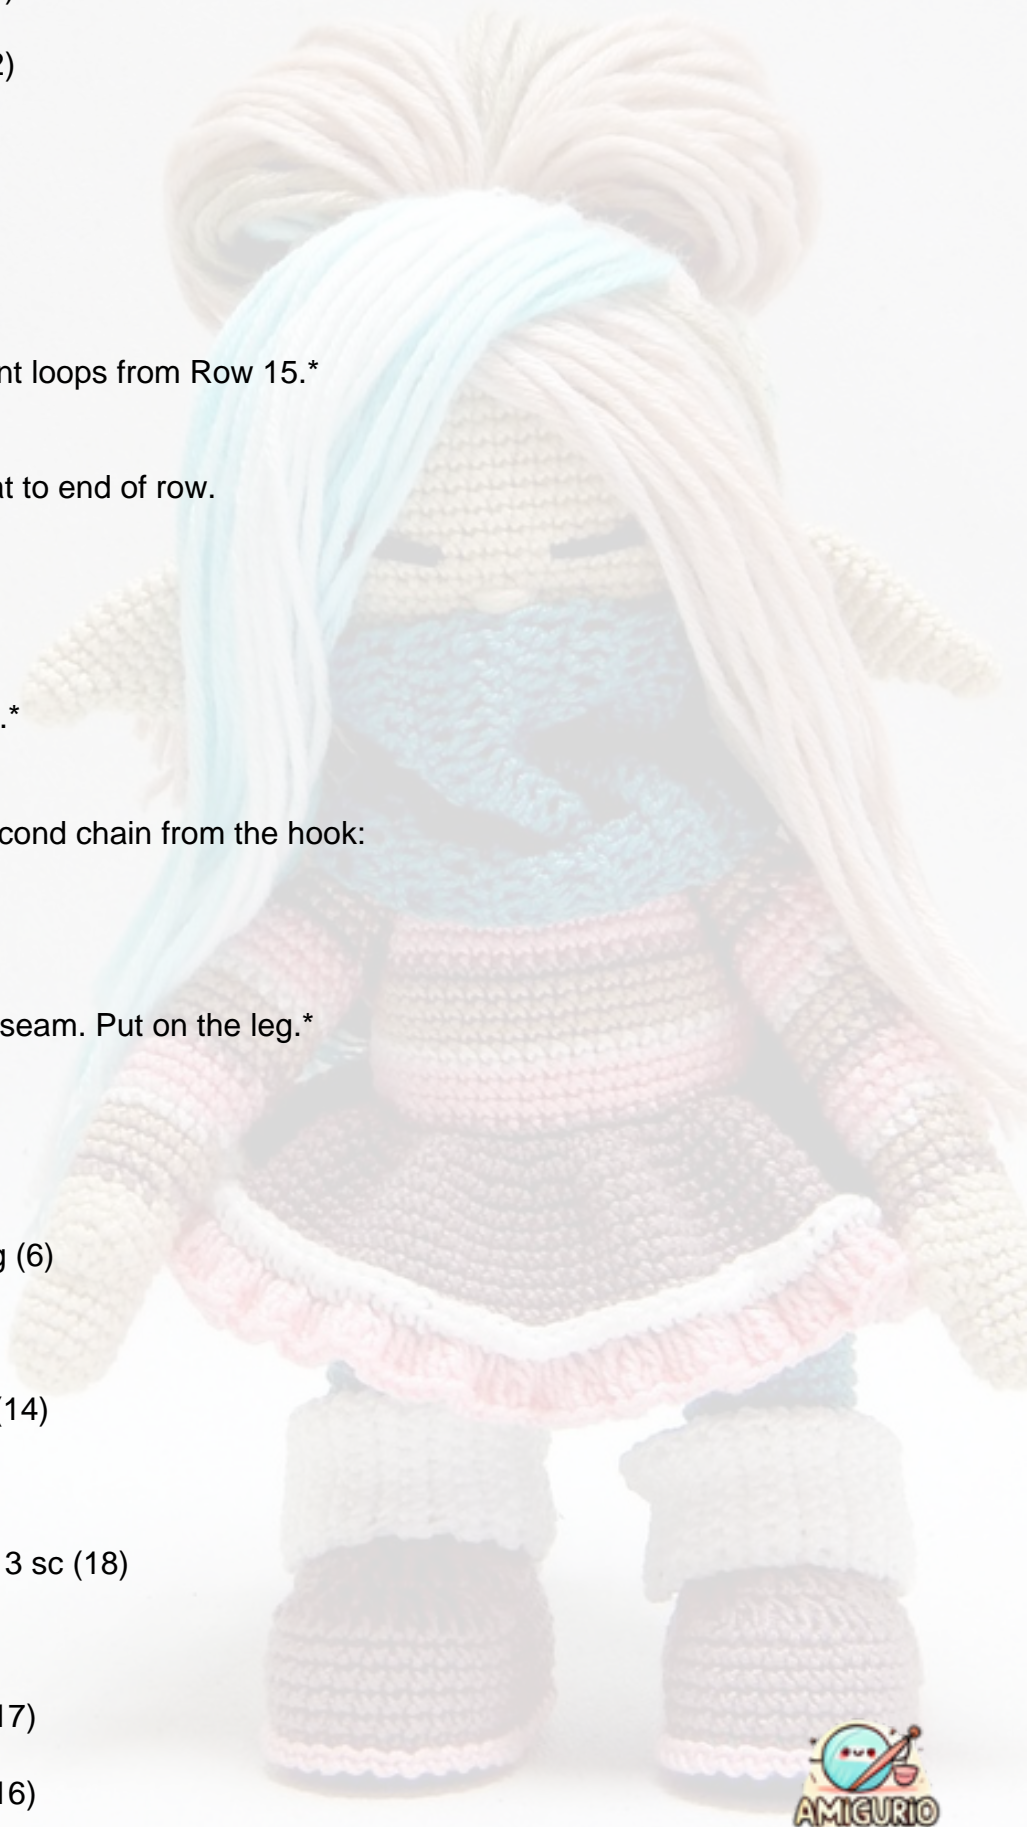 )
2)
nt loops from Row 15.*
at to end of row.
.*
cond chain from the hook:
seam. Put on the leg.*
g (6)
(14)
3 sc (18)
17)
16)
AMIGURIO